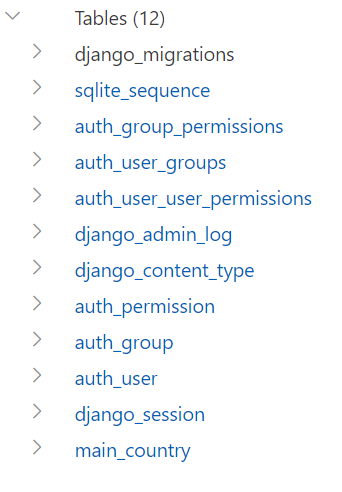 Tables (12)
django_migrations
sqlite_sequence
auth_group_permissions
auth_user_groups
auth_user_user_permissions
django_admin_log
django_content_type
auth_permission
auth_group
auth_user
django_session
main_country